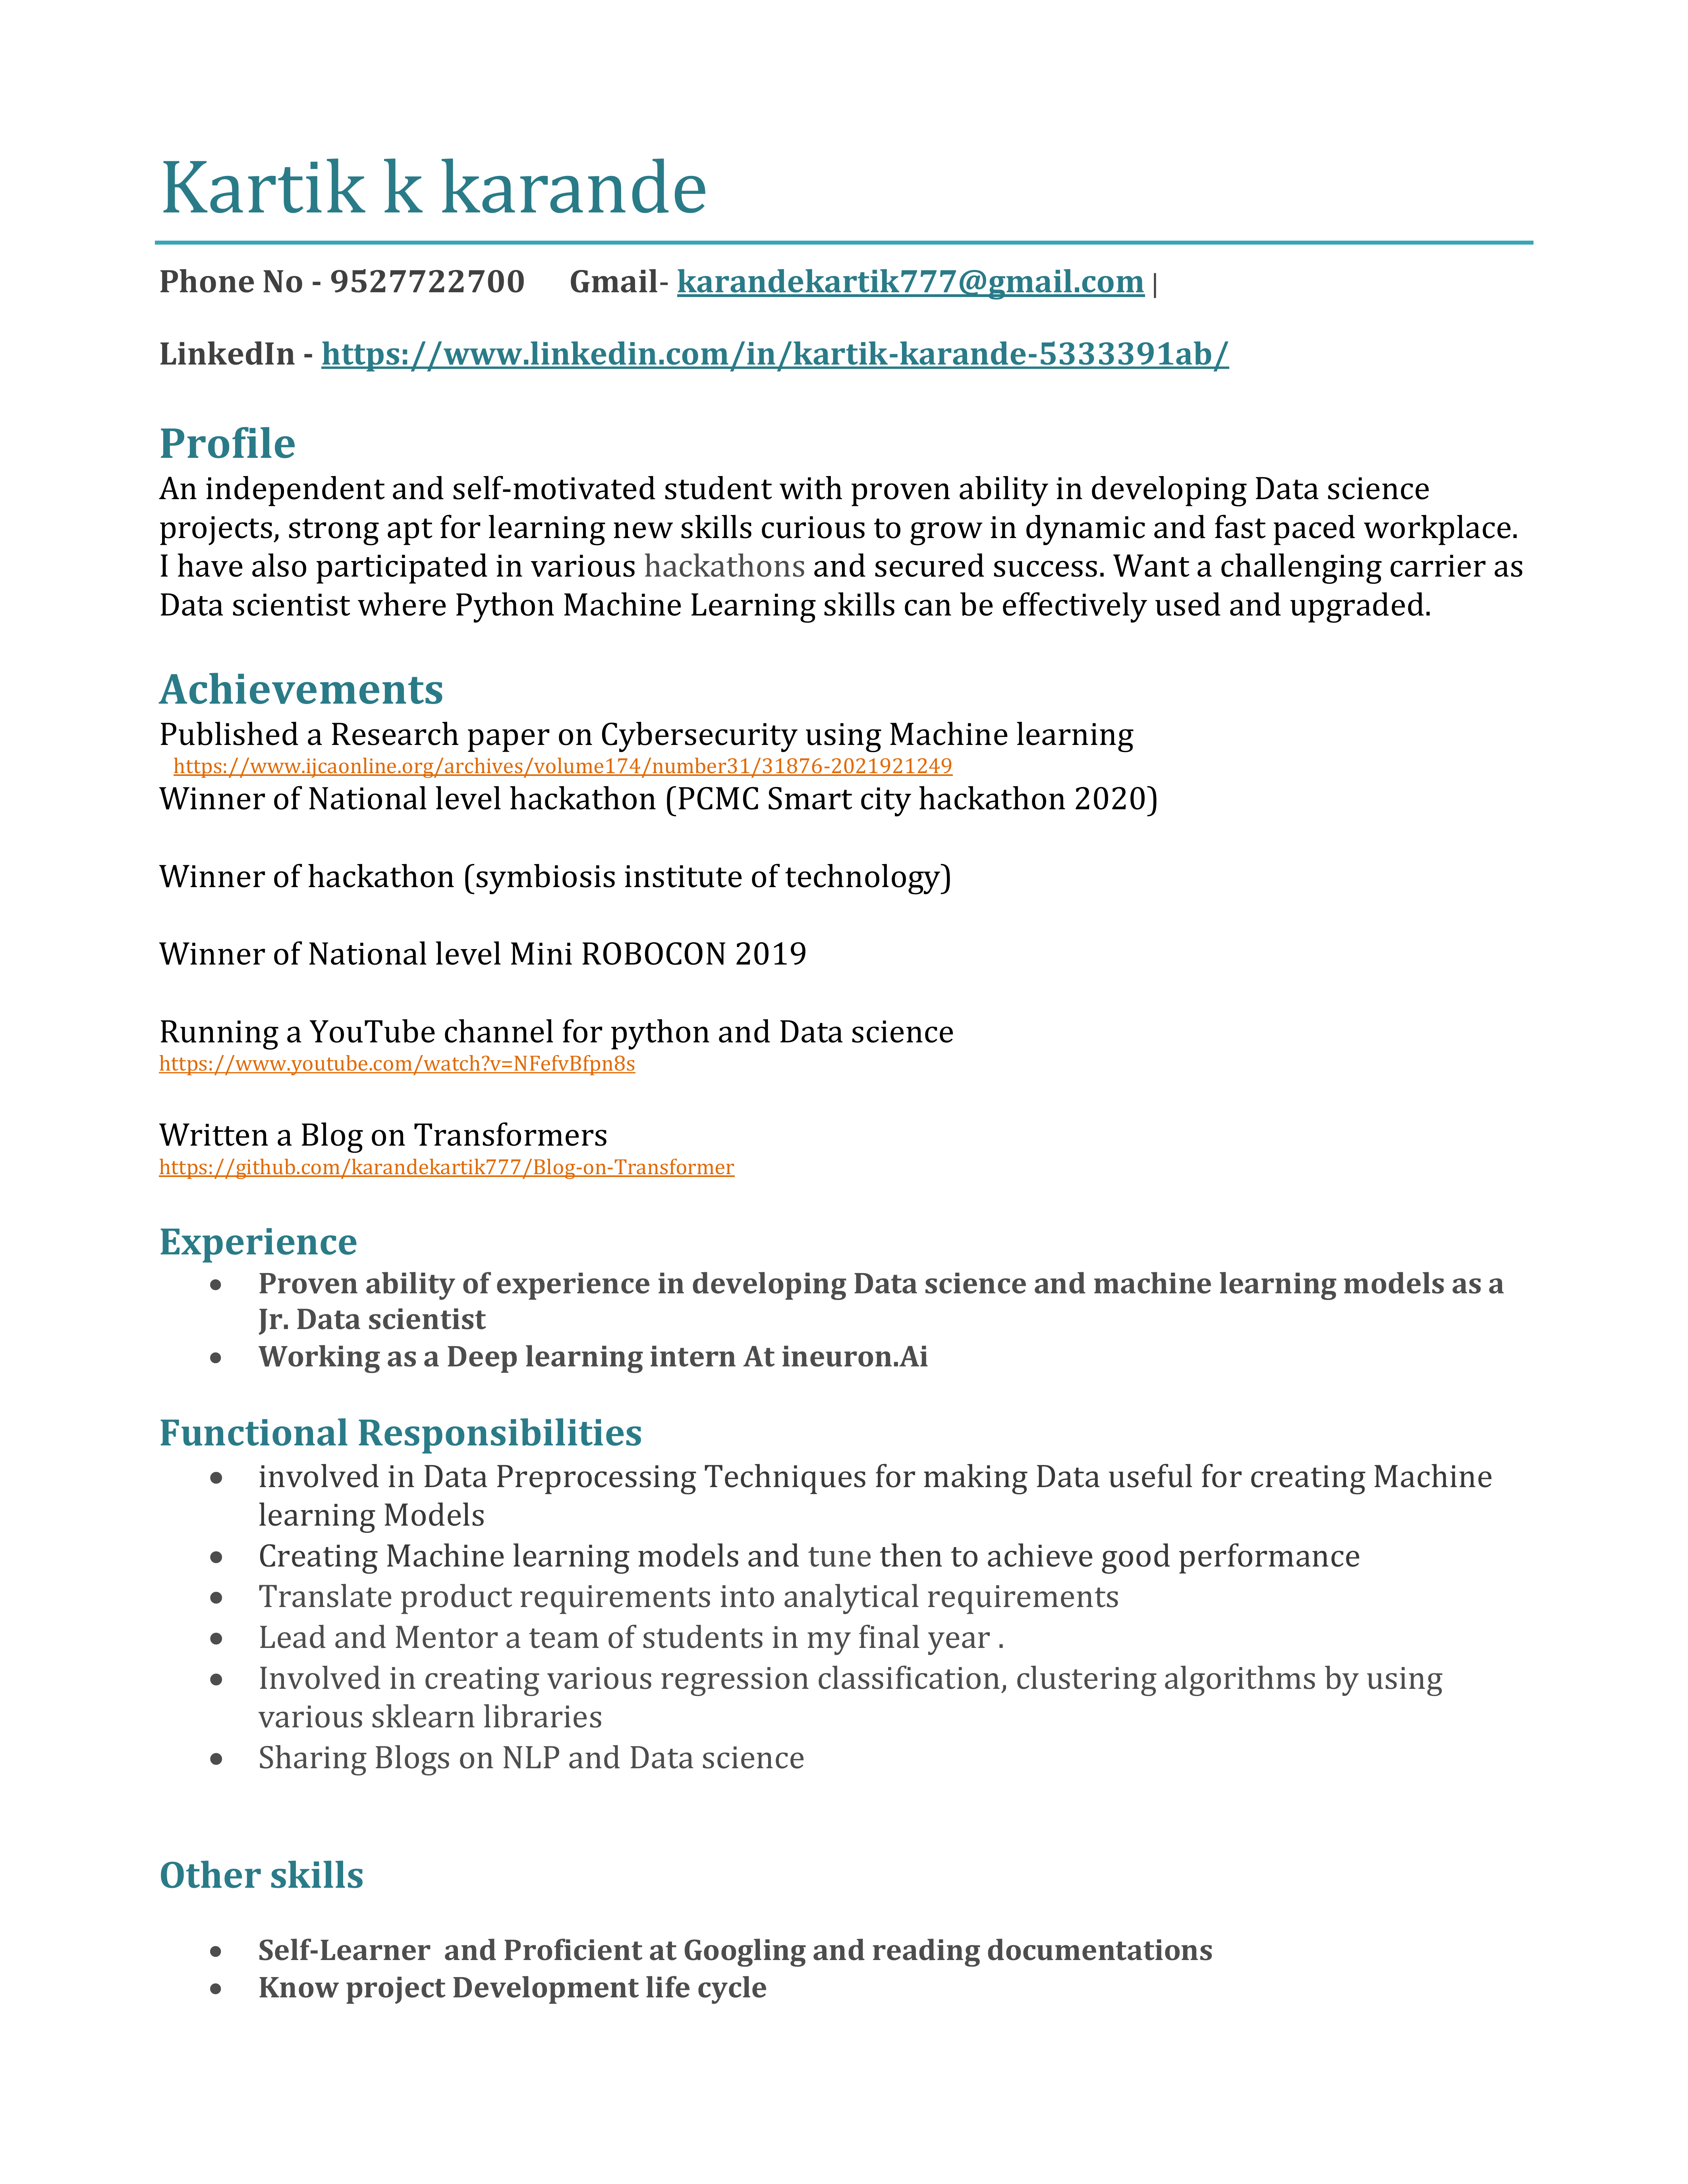 Kartik k karande
Phone No - 9527722700 Gmail- karandekartik777@gmail.com |
LinkedIn - https://www.linkedin.com/in/kartik-karande-5333391ab/
Profile
An independent and self-motivated student with proven ability in developing Data science
projects, strong apt for learning new skills curious to grow in dynamic and fast paced workplace.
I have also participated in various hackathons and secured success. Want a challenging carrier as
Data scientist where Python Machine Learning skills can be effectively used and upgraded.
Achievements
Published a Research paper on Cybersecurity using Machine learning
https://www.ijcaonline.org/archives/volume174/number31/31876-2021921249
Winner of National level hackathon (PCMC Smart city hackathon 2020)
Winner of hackathon (symbiosis institute of technology)
Winner of National level Mini ROBOCON 2019
Running a YouTube channel for python and Data science
https://www.youtube.com/watch?v=NFefvBfpn8s
Written a Blog on Transformers
https://github.com/karandekartik777/Blog-on-Transformer
Experience
• Proven ability of experience in developing Data science and machine learning models as a
Jr. Data scientist
• Working as a Deep learning intern At ineuron.Ai
Functional Responsibilities
• involved in Data Preprocessing Techniques for making Data useful for creating Machine
learning Models
• Creating Machine learning models and tune then to achieve good performance
• Translate product requirements into analytical requirements
• Lead and Mentor a team of students in my final year .
• Involved in creating various regression classification, clustering algorithms by using
various sklearn libraries
• Sharing Blogs on NLP and Data science
Other skills
• Self-Learner  and Proficient at Googling and reading documentations
• Know project Development life cycle